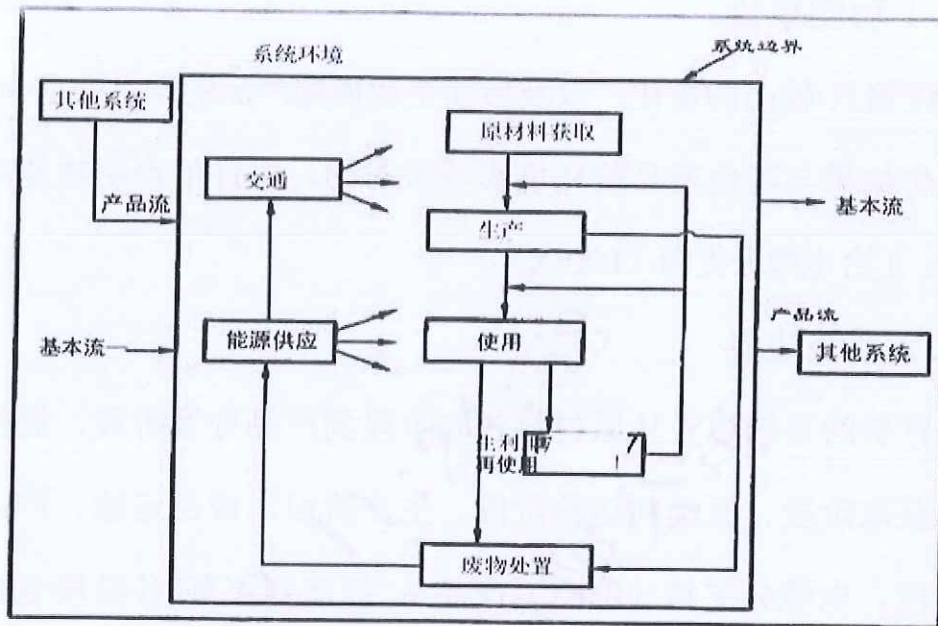 系统环境
系统边界
其他系统
原材料获取
交通
产品流
基本流
生产
产品流
基本流
能源供应
使用
其他系统
生利
再使用
废物处置